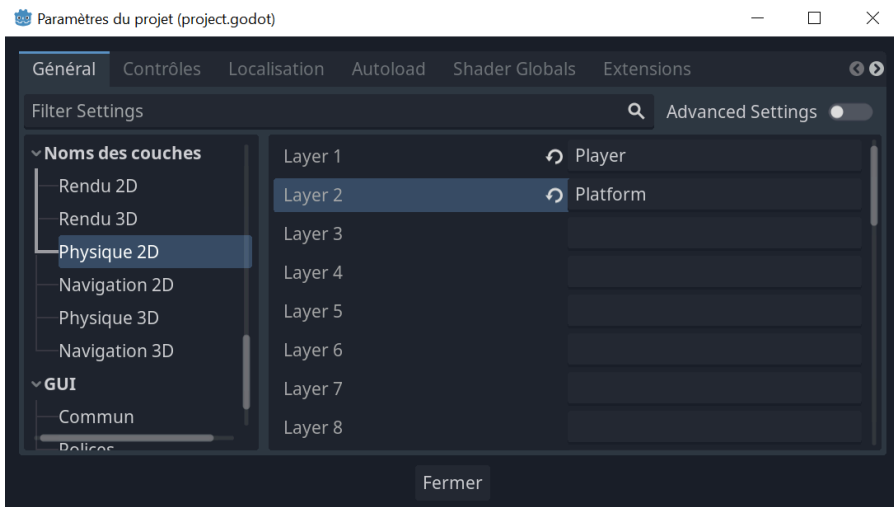 Paramètres du projet (project.godot)
Général Contrôles Localisation Autoload Shader Globals Extensions
Filter Settings Advanced Settings
Noms des couches
Rendu 2D
Rendu 3D
Physique 2D
Navigation 2D
Physique 3D
Navigation 3D
GUI
Commun
Polices
Layer 1 Player
Layer 2 Platform
Layer 3
Layer 4
Layer 5
Layer 6
Layer 7
Layer 8
Fermer